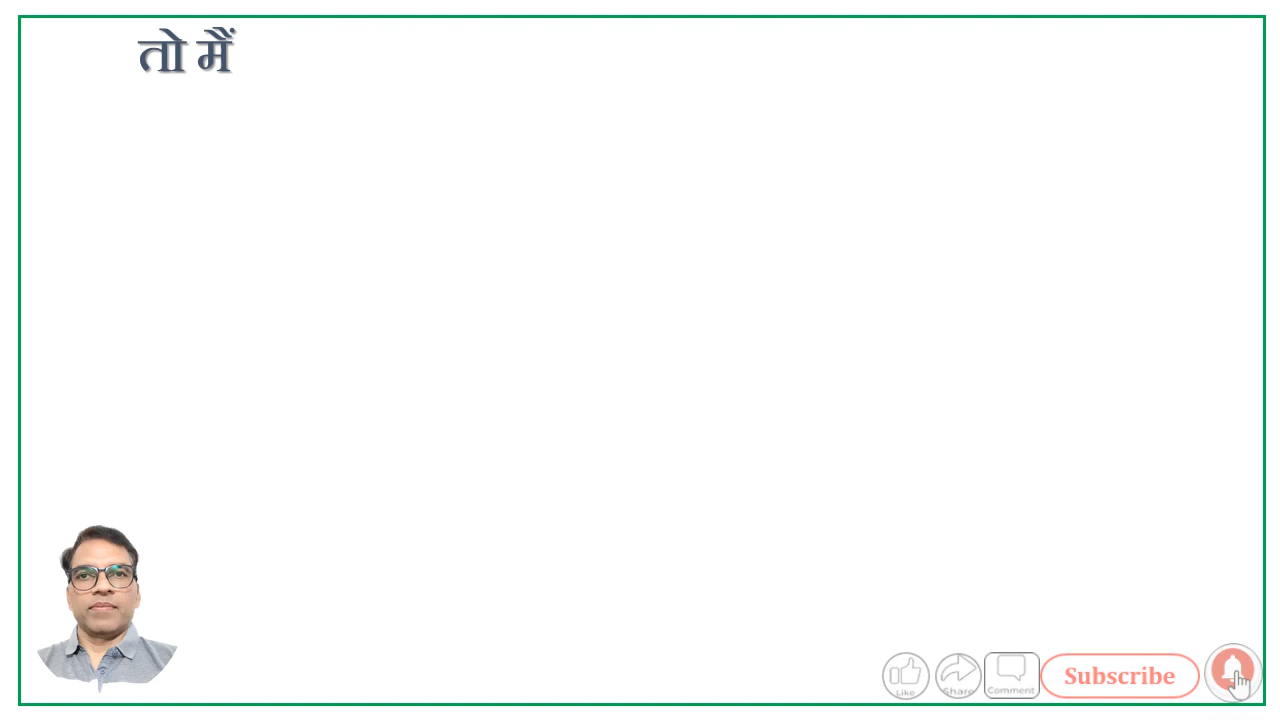 तो मैं
Like
Share
Comment
Subscribe